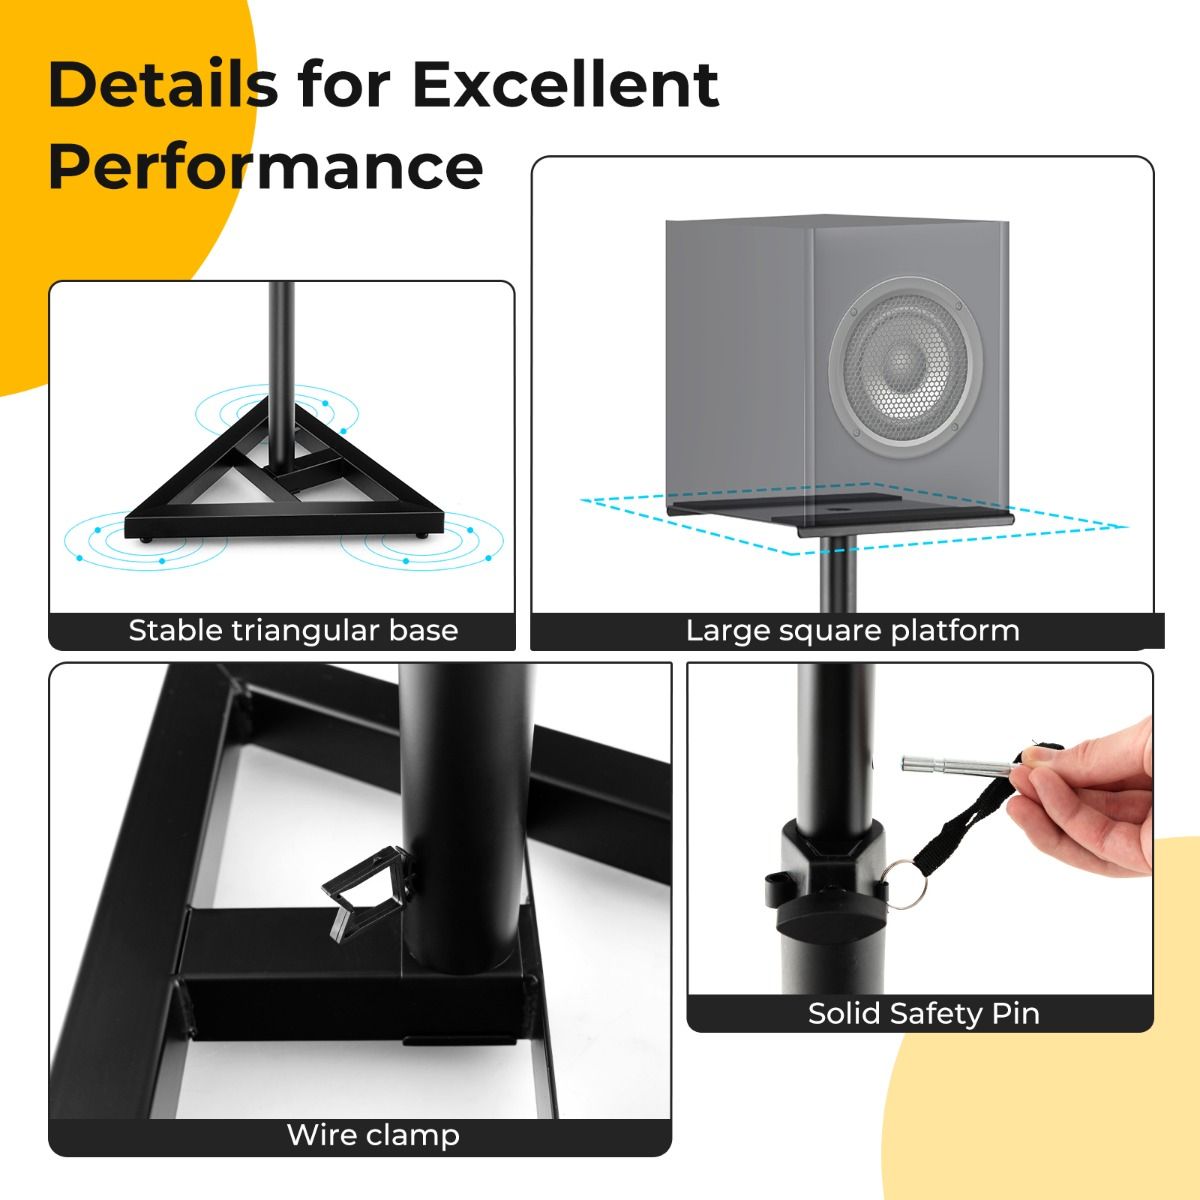 Details for Excellent
Performance
Stable triangular base
Large square platform
Wire clamp
Solid Safety Pin